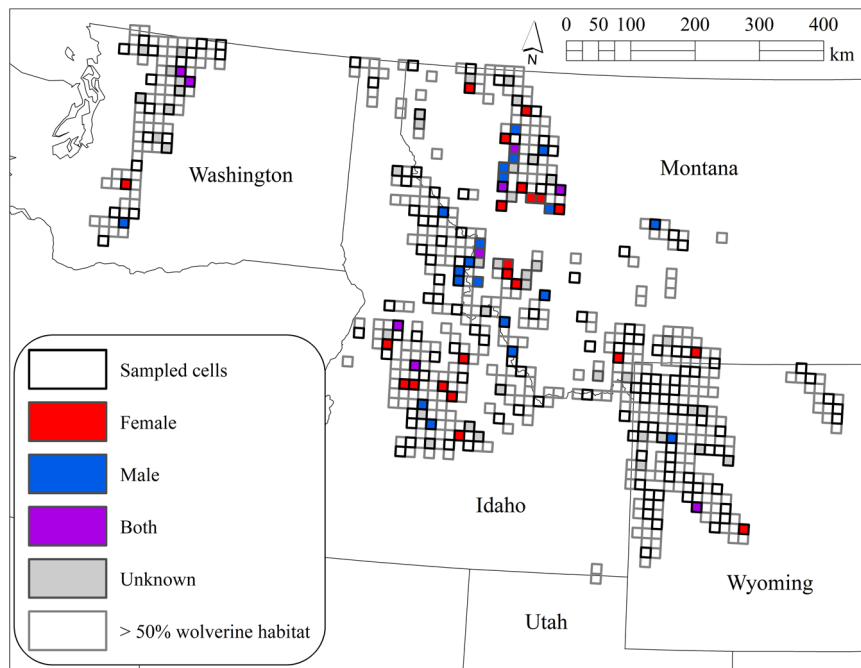 0 50 100 200 300 400
km
N
Washington
Montana
Idaho
Wyoming
Utah
Sampled cells
Female
Male
Both
Unknown
> 50% wolverine habitat